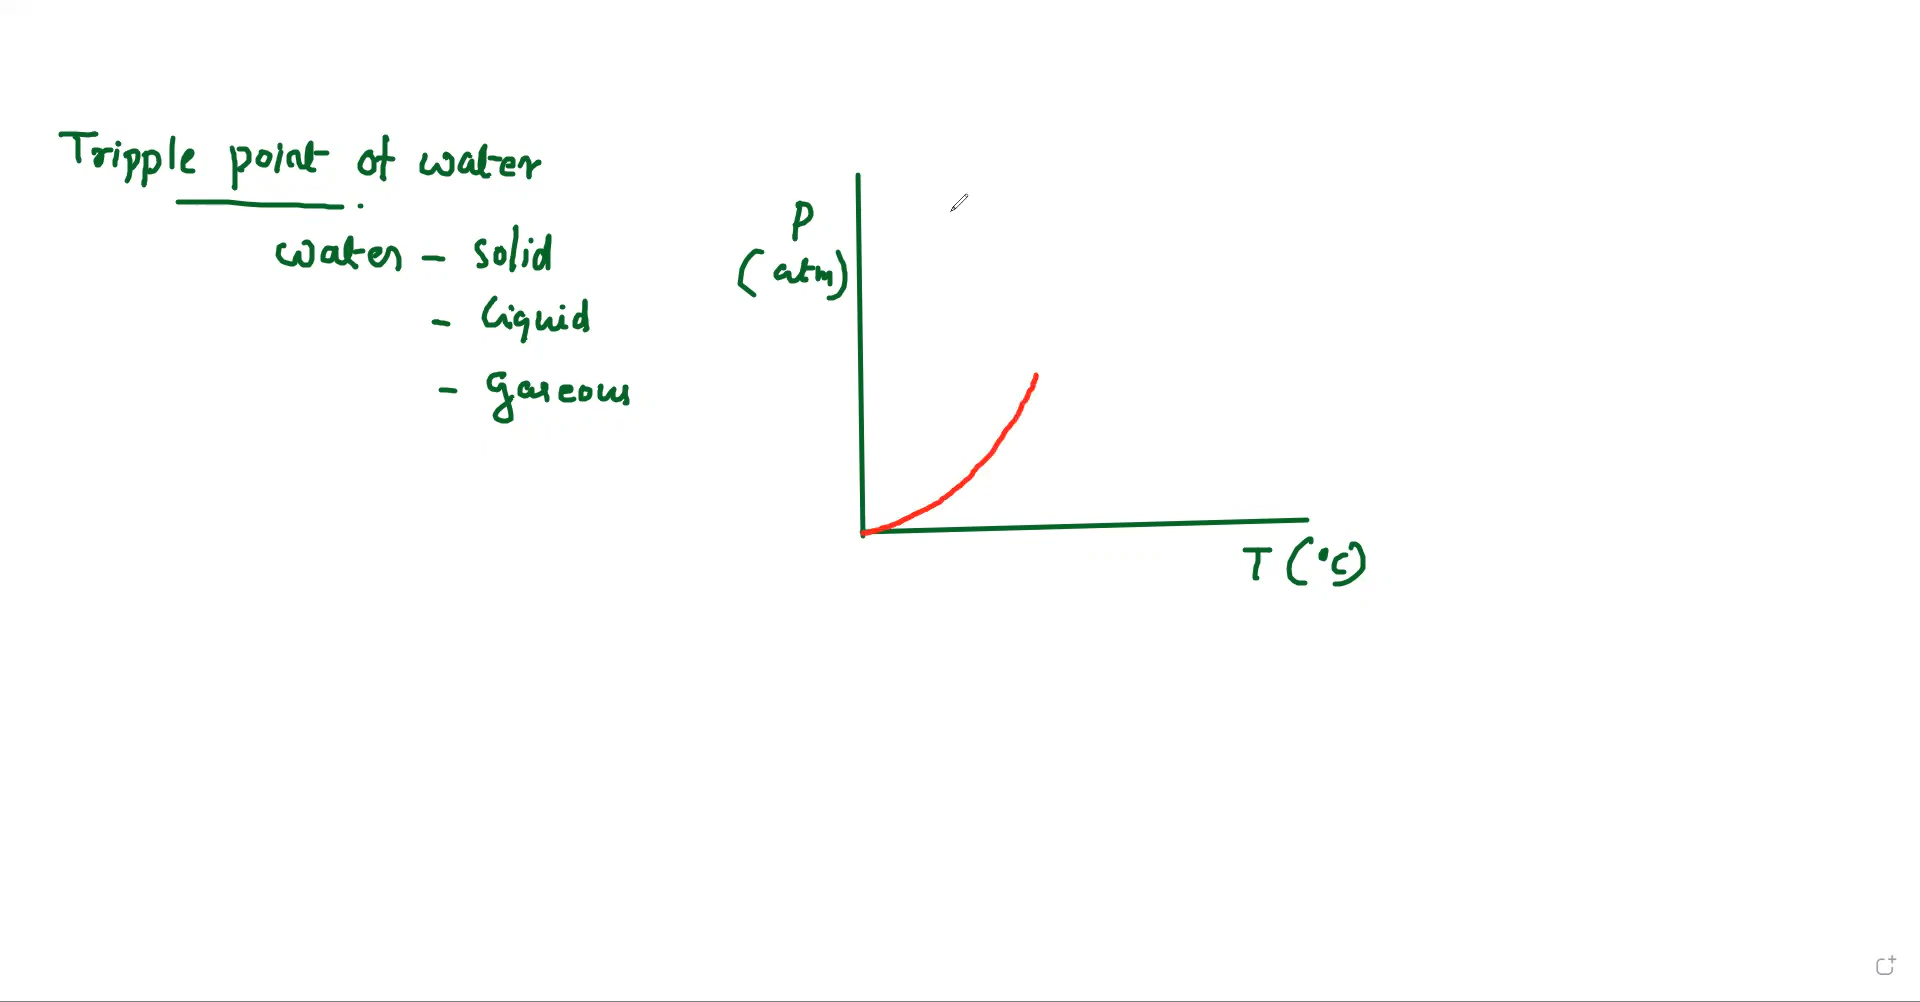 Tripple point of water
water - solid
- liquid
- gaseous
P
(atm)
T (°C)